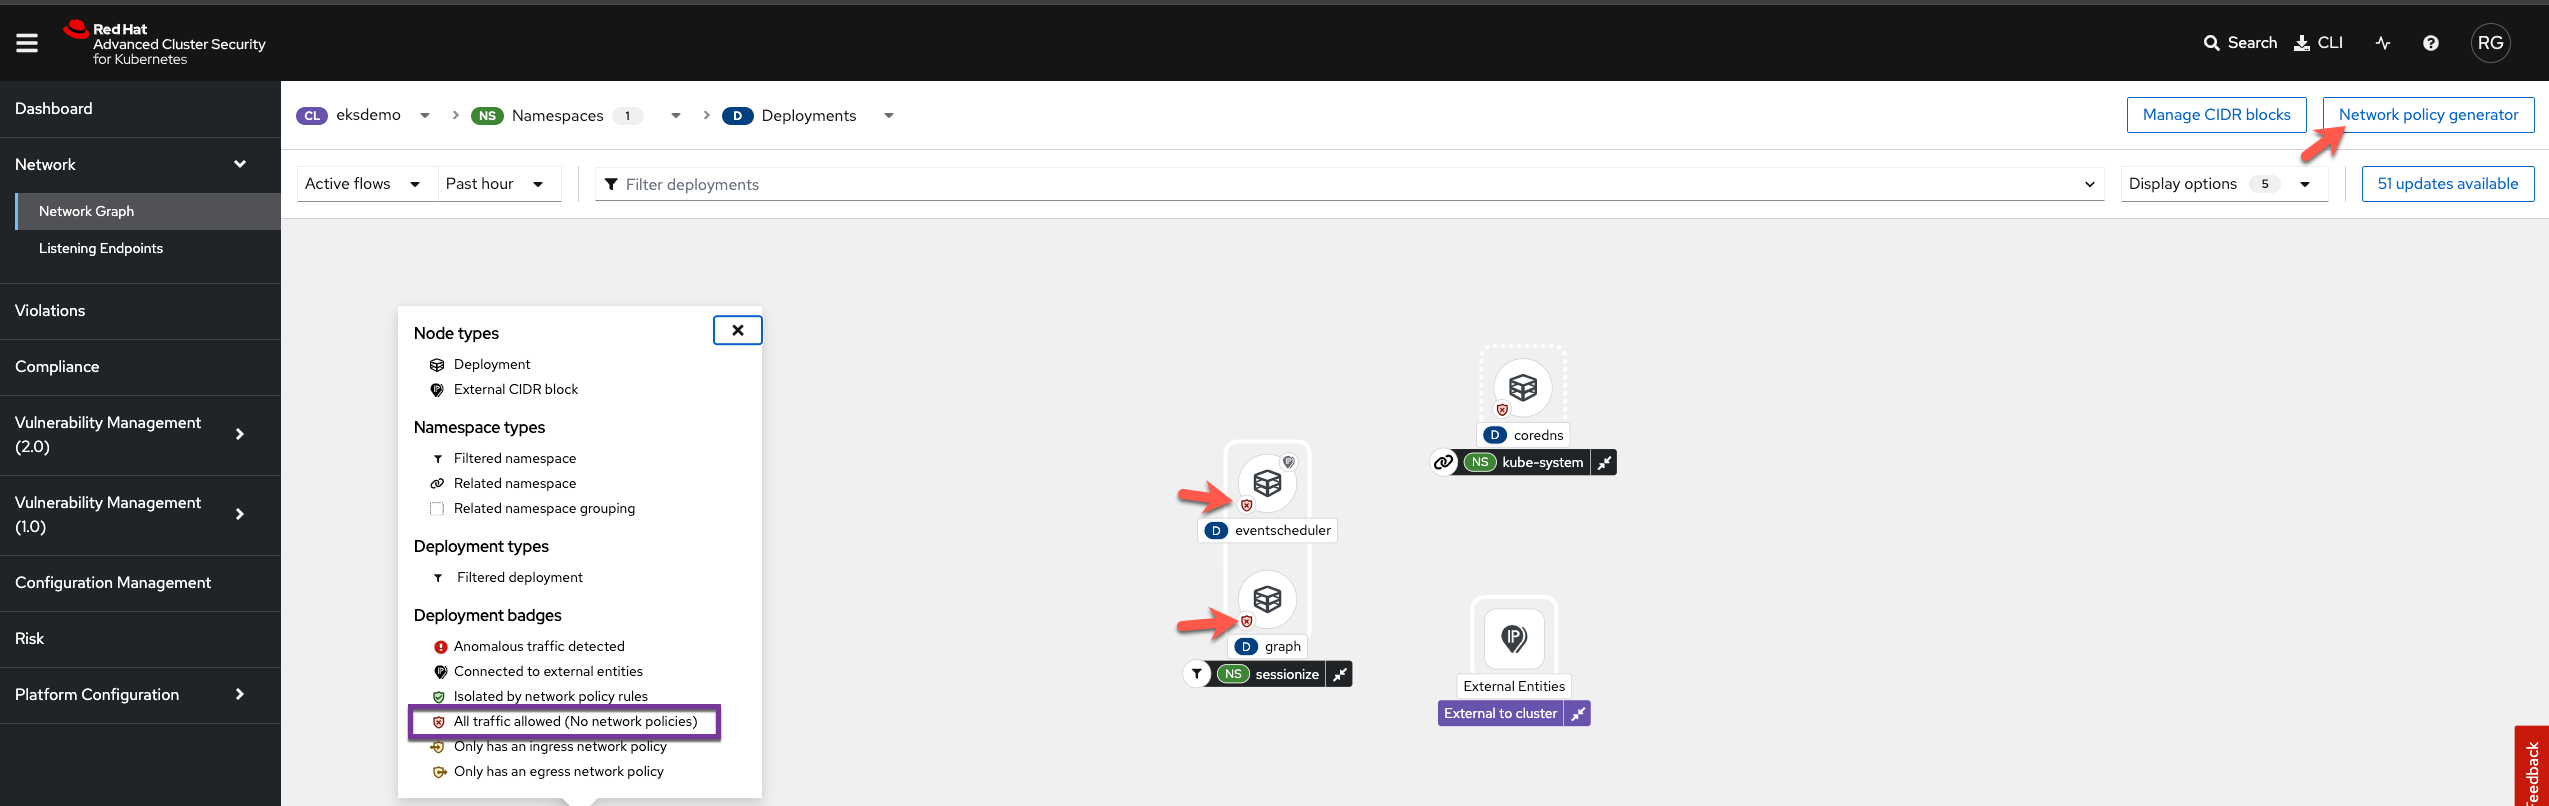 Red Hat
Advanced Cluster Security
for Kubernetes
Search
CLI
RG
Dashboard
Network
Network Graph
Listening Endpoints
Violations
Compliance
Vulnerability Management
(2.0)
Vulnerability Management
(1.0)
Configuration Management
Risk
Platform Configuration
CL eksdemo
NS Namespaces 1
D Deployments
Manage CIDR blocks
Network policy generator
Active flows
Past hour
Filter deployments
Display options 5
51 updates available
Node types
Deployment
IP External CIDR block
Namespace types
Filtered namespace
Related namespace
Related namespace grouping
Deployment types
Filtered deployment
Deployment badges
Anomalous traffic detected
IP Connected to external entities
Isolated by network policy rules
All traffic allowed (No network policies)
Only has an ingress network policy
Only has an egress network policy
D coredns
NS kube-system
IP
D eventscheduler
D graph
NS sessionize
IP
External Entities
External to cluster
Feedback